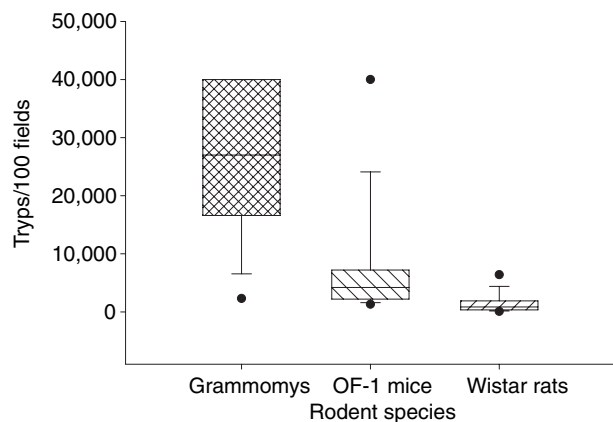 50,000
40,000
30,000
20,000
10,000
0
Tryps/100 fields
Grammomys OF-1 mice Wistar rats
Rodent species